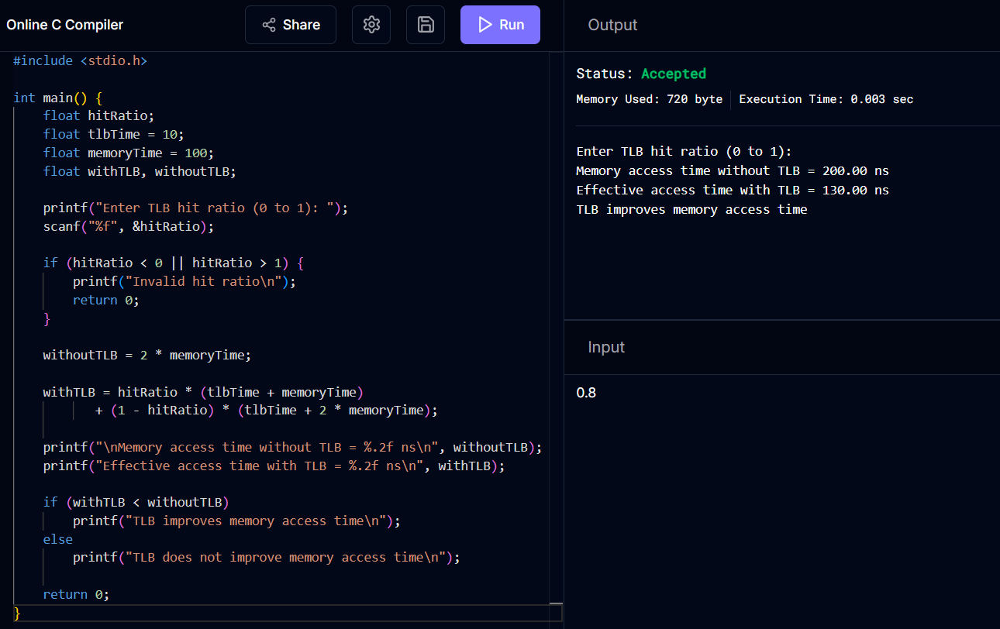 Online C Compiler
Share
Run
#include <stdio.h>
int main() {
    float hitRatio;
    float tlbTime = 10;
    float memoryTime = 100;
    float withTLB, withoutTLB;
    printf("Enter TLB hit ratio (0 to 1): ");
    scanf("%f", &hitRatio);
    if (hitRatio < 0 || hitRatio > 1) {
        printf("Invalid hit ratio\n");
        return 0;
    }
    withoutTLB = 2 * memoryTime;
    withTLB = hitRatio * (tlbTime + memoryTime)
           + (1 - hitRatio) * (tlbTime + 2 * memoryTime);
    printf("\nMemory access time without TLB = %.2f ns\n", withoutTLB);
    printf("Effective access time with TLB = %.2f ns\n", withTLB);
    if (withTLB < withoutTLB)
        printf("TLB improves memory access time\n");
    else
        printf("TLB does not improve memory access time\n");
    return 0;
}
Output
Status: Accepted
Memory Used: 720 byte Execution Time: 0.003 sec
Enter TLB hit ratio (0 to 1):
Memory access time without TLB = 200.00 ns
Effective access time with TLB = 130.00 ns
TLB improves memory access time
Input
0.8